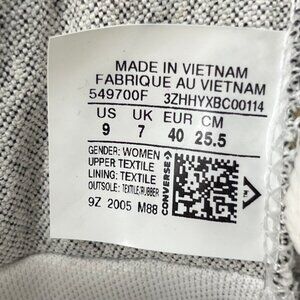 MADE IN VIETNAM
FABRIQUE AU VIETNAM
549700F 3ZHHYXBC00114
US UK EUR CM
9 7 40 25.5
GENDER: WOMEN
UPPER TEXTILE
LINING: TEXTILE
OUTSOLE: TEXTILE/RUBBER
9Z 2005 M88
CONVERSE